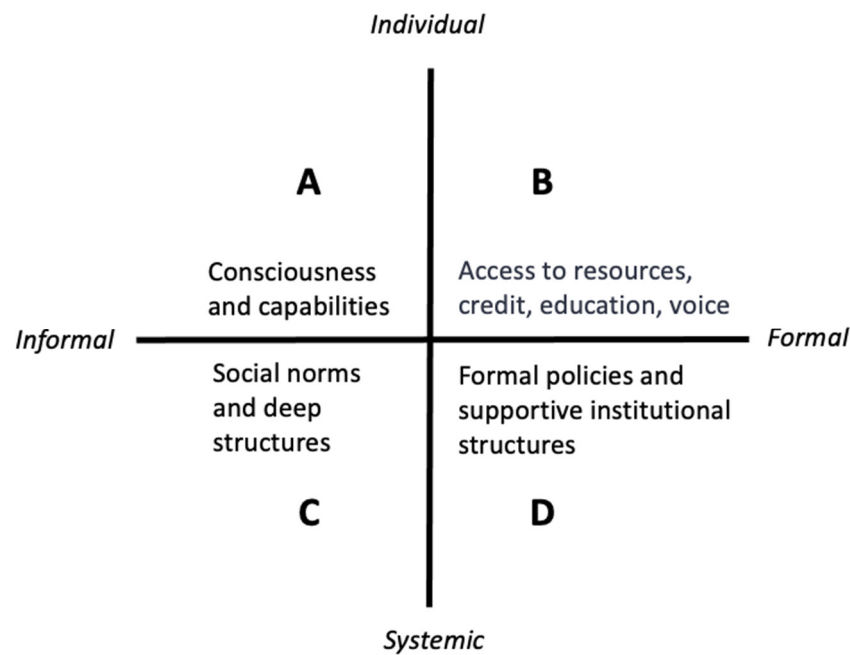 Individual
A
B
Consciousness
and capabilities
Access to resources,
credit, education, voice
Informal
Formal
Social norms
and deep
structures
Formal policies and
supportive institutional
structures
C
D
Systemic